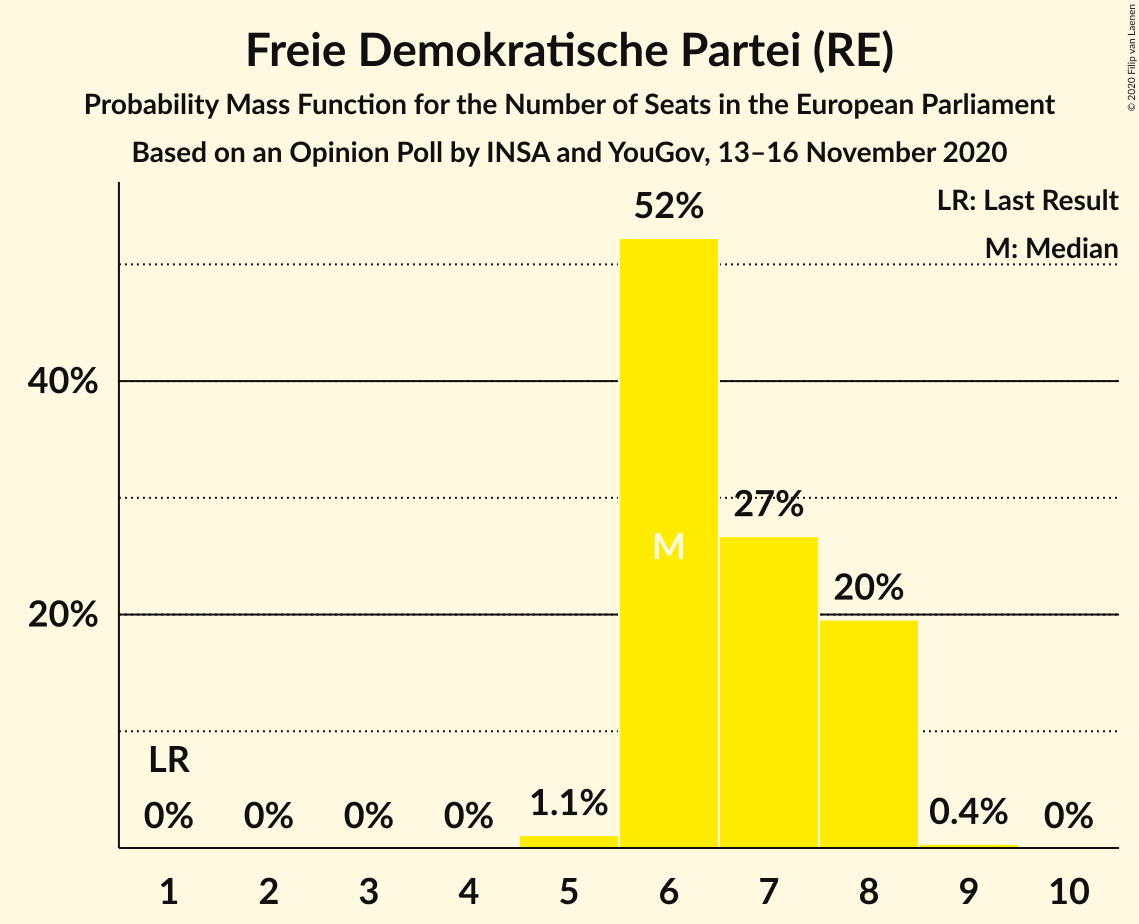 Freie Demokratische Partei (RE)
Probability Mass Function for the Number of Seats in the European Parliament
Based on an Opinion Poll by INSA and YouGov, 13–16 November 2020
© 2020 Filip van Laenen
LR: Last Result
M: Median
52%
40%
27%
M
20%
20%
LR
0%
0%
0%
0%
1.1%
0.4%
0%
1 2 3 4 5 6 7 8 9 10